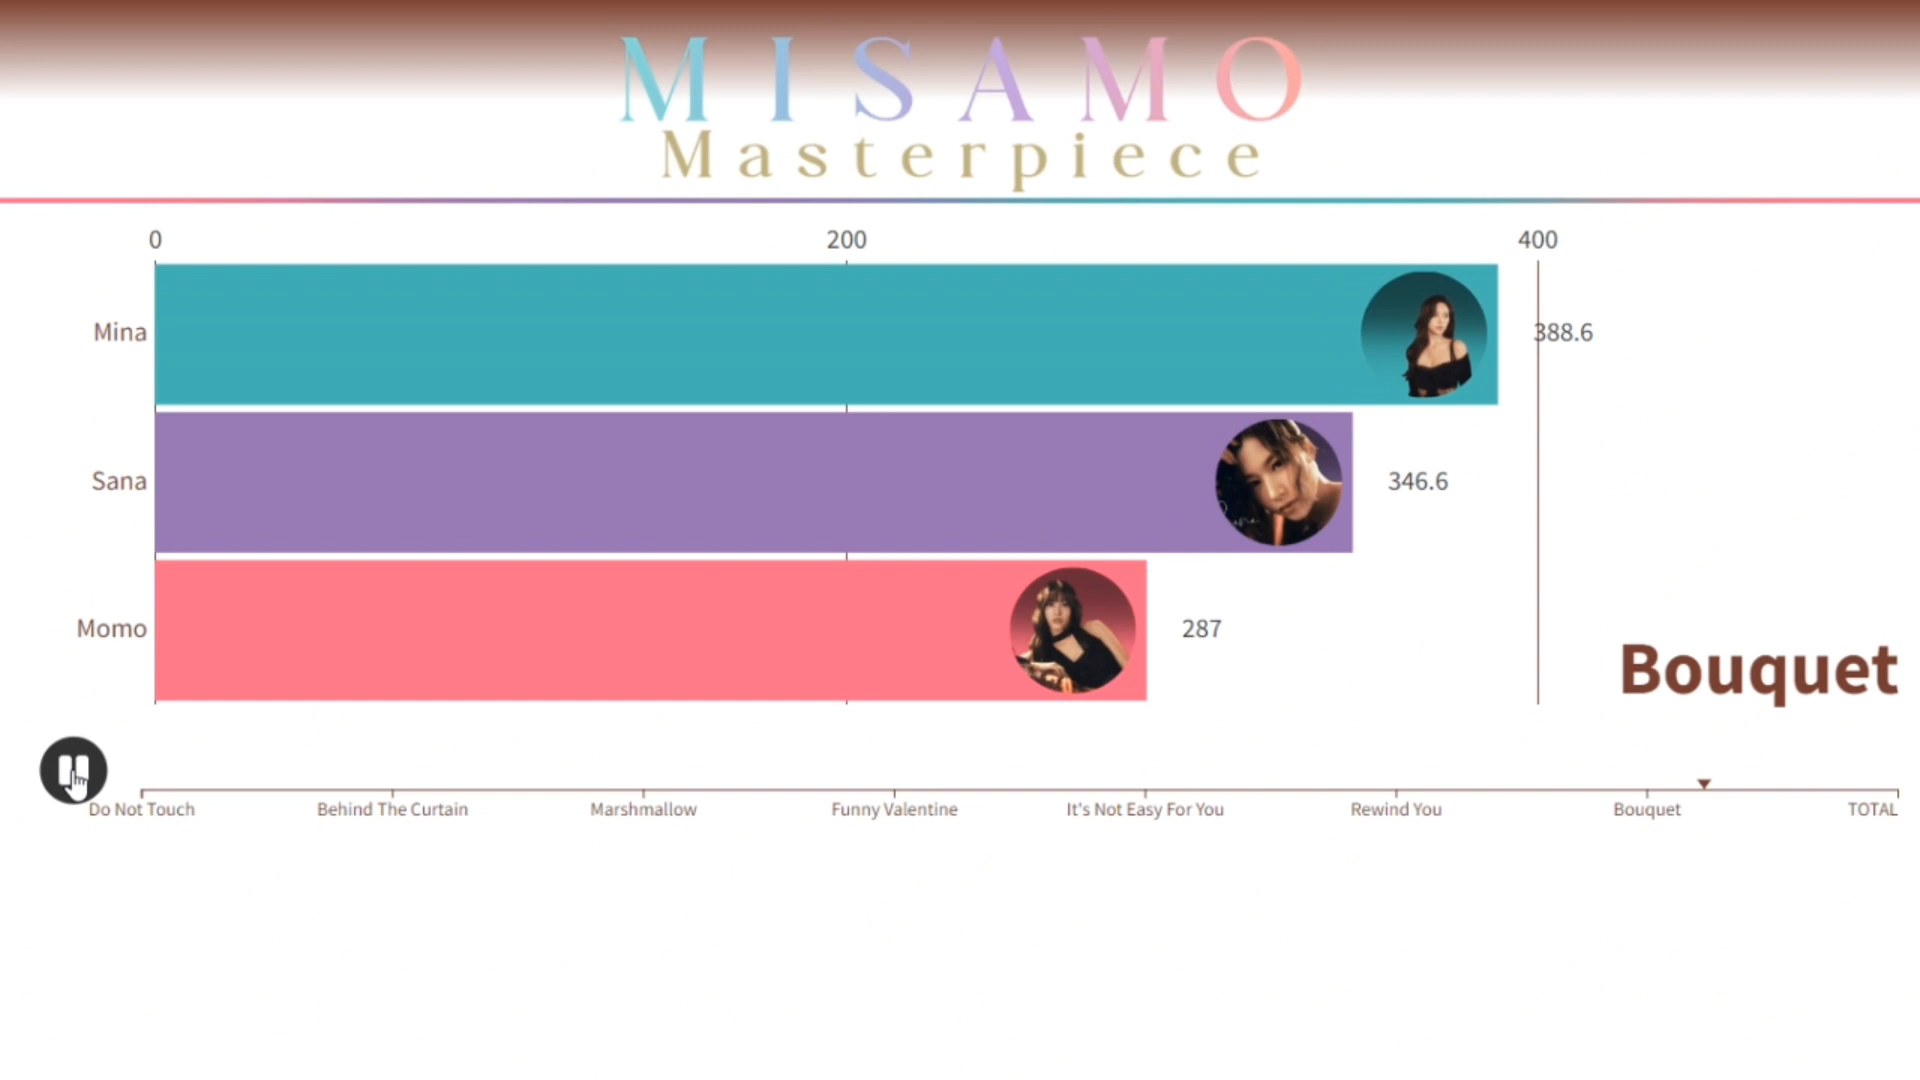 MISAMO
Masterpiece
0 200 400
Mina 388.6
Sana 346.6
Momo 287
Bouquet
Do Not Touch Behind The Curtain Marshmallow Funny Valentine It's Not Easy For You Rewind You Bouquet TOTAL